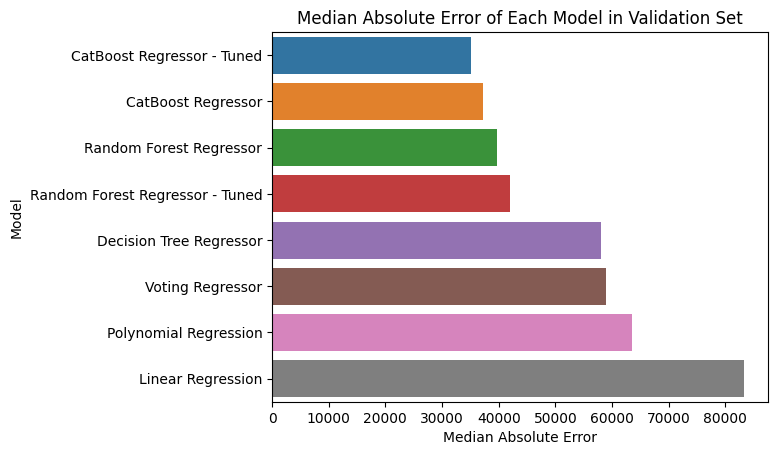 Median Absolute Error of Each Model in Validation Set
CatBoost Regressor - Tuned
CatBoost Regressor
Random Forest Regressor
Random Forest Regressor - Tuned
Decision Tree Regressor
Voting Regressor
Polynomial Regression
Linear Regression
Model
0 10000 20000 30000 40000 50000 60000 70000 80000
Median Absolute Error